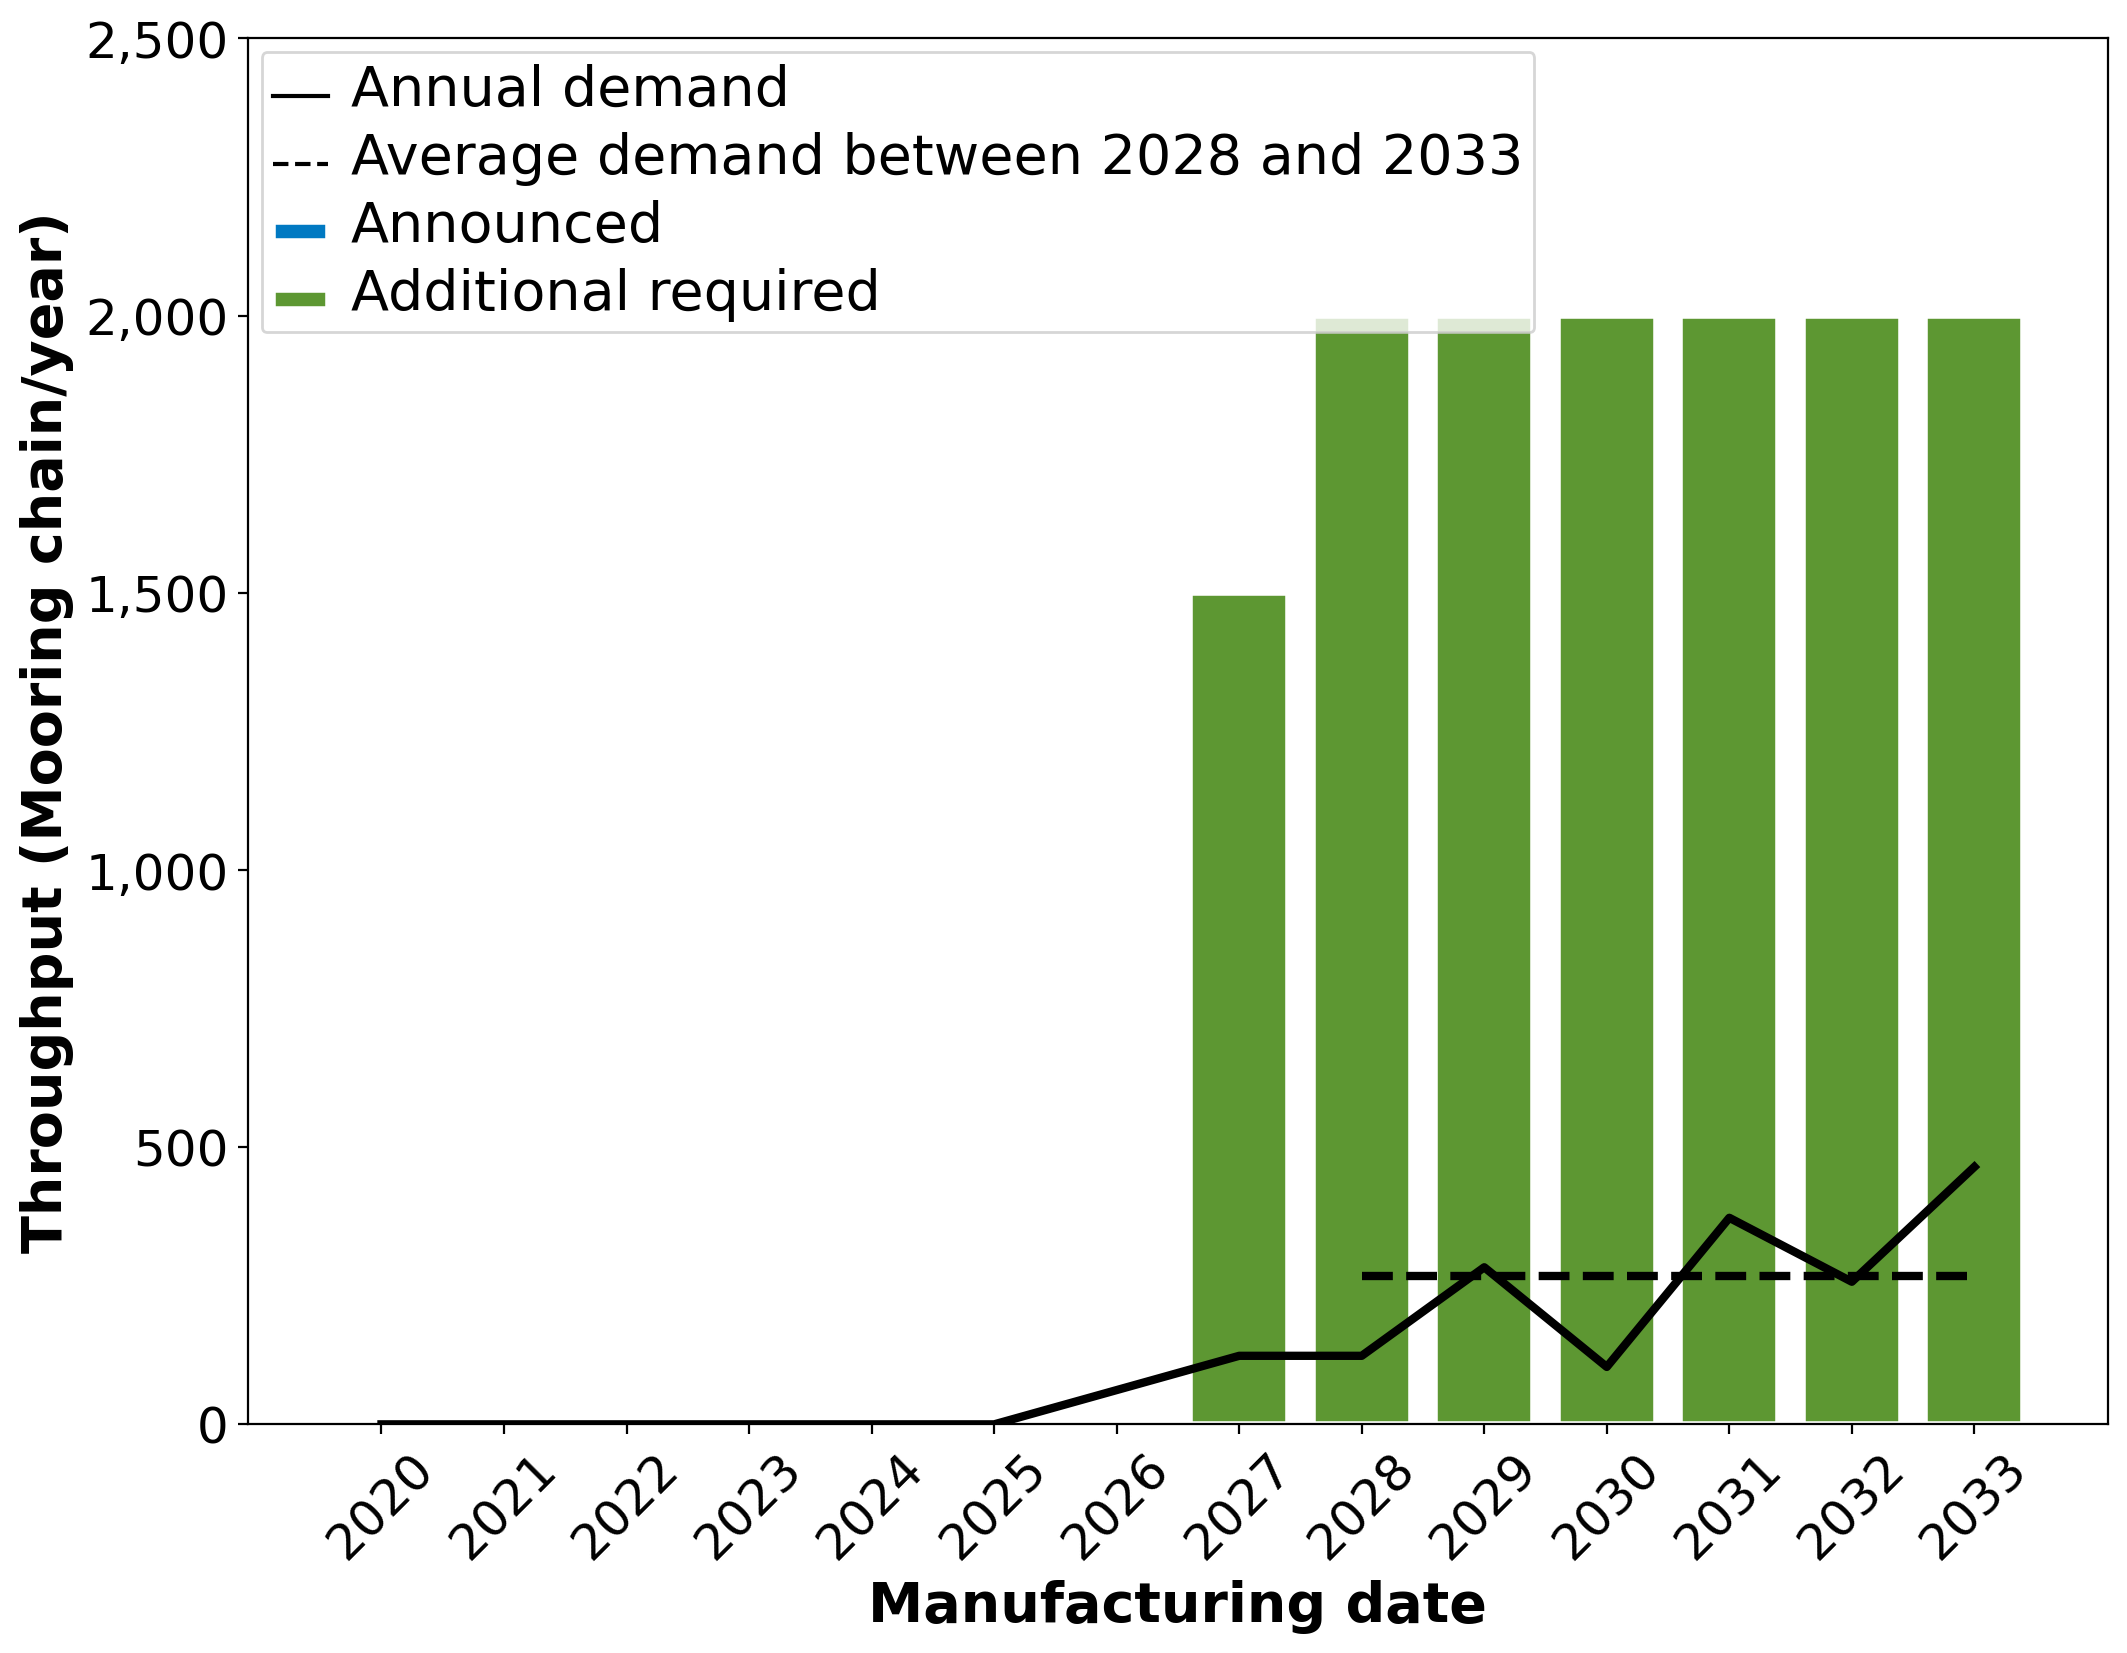 Throughput (Mooring chain/year)
2,500
2,000
1,500
1,000
500
0
Annual demand
Average demand between 2028 and 2033
Announced
Additional required
2020 2021 2022 2023 2024 2025 2026 2027 2028 2029 2030 2031 2032 2033
Manufacturing date